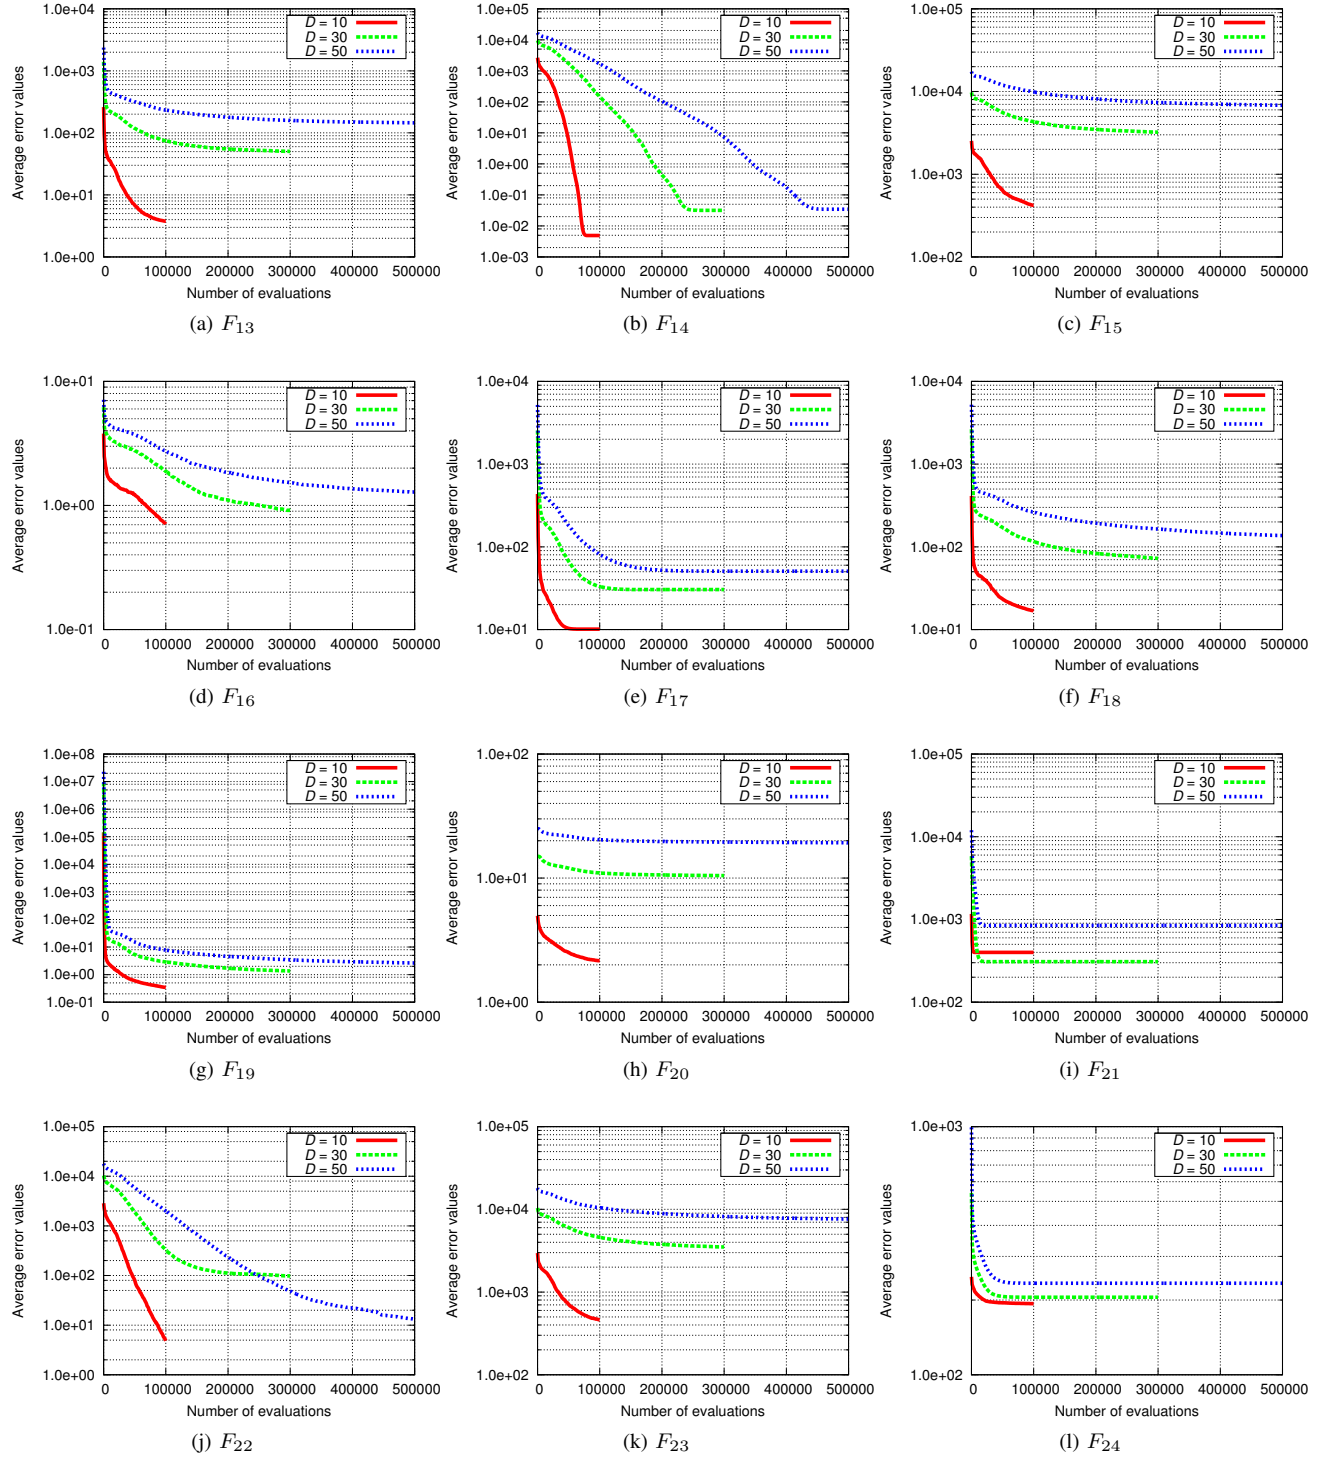 1.0e+04
1.0e+03
1.0e+02
1.0e+01
1.0e+00
Average error values
D = 10
D = 30
D = 50
0 100000 200000 300000 400000 500000
Number of evaluations
(a) F13
1.0e+05
1.0e+04
1.0e+03
1.0e+02
1.0e+01
1.0e+00
1.0e-01
1.0e-02
1.0e-03
Average error values
D = 10
D = 30
D = 50
0 100000 200000 300000 400000 500000
Number of evaluations
(b) F14
1.0e+05
1.0e+04
1.0e+03
1.0e+02
Average error values
D = 10
D = 30
D = 50
0 100000 200000 300000 400000 500000
Number of evaluations
(c) F15
1.0e+01
1.0e+00
1.0e-01
Average error values
D = 10
D = 30
D = 50
0 100000 200000 300000 400000 500000
Number of evaluations
(d) F16
1.0e+04
1.0e+03
1.0e+02
1.0e+01
Average error values
D = 10
D = 30
D = 50
0 100000 200000 300000 400000 500000
Number of evaluations
(e) F17
1.0e+04
1.0e+03
1.0e+02
1.0e+01
Average error values
D = 10
D = 30
D = 50
0 100000 200000 300000 400000 500000
Number of evaluations
(f) F18
1.0e+08
1.0e+07
1.0e+06
1.0e+05
1.0e+04
1.0e+03
1.0e+02
1.0e+01
1.0e+00
1.0e-01
Average error values
D = 10
D = 30
D = 50
0 100000 200000 300000 400000 500000
Number of evaluations
(g) F19
1.0e+02
1.0e+01
1.0e+00
Average error values
D = 10
D = 30
D = 50
0 100000 200000 300000 400000 500000
Number of evaluations
(h) F20
1.0e+05
1.0e+04
1.0e+03
1.0e+02
Average error values
D = 10
D = 30
D = 50
0 100000 200000 300000 400000 500000
Number of evaluations
(i) F21
1.0e+05
1.0e+04
1.0e+03
1.0e+02
1.0e+01
1.0e+00
Average error values
D = 10
D = 30
D = 50
0 100000 200000 300000 400000 500000
Number of evaluations
(j) F22
1.0e+05
1.0e+04
1.0e+03
1.0e+02
Average error values
D = 10
D = 30
D = 50
0 100000 200000 300000 400000 500000
Number of evaluations
(k) F23
1.0e+03
1.0e+02
Average error values
D = 10
D = 30
D = 50
0 100000 200000 300000 400000 500000
Number of evaluations
(l) F24